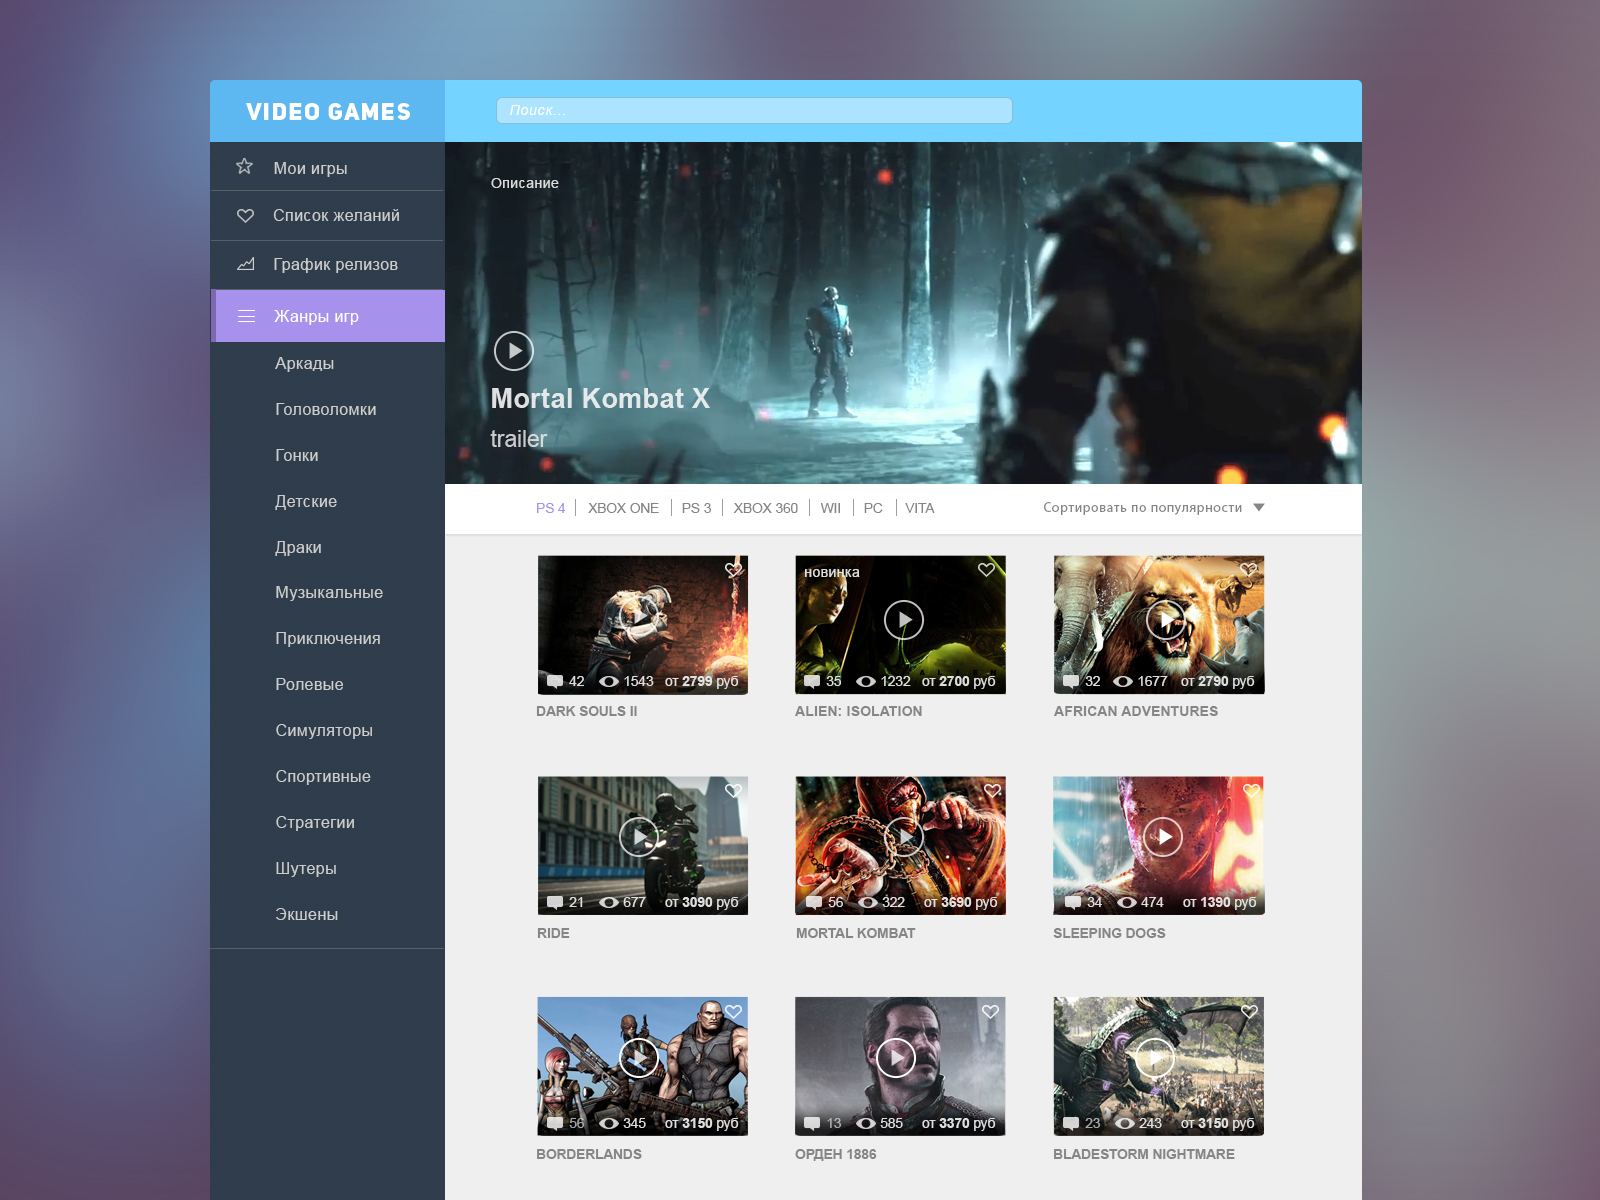 VIDEO GAMES
Поиск...
Мои игры
Список желаний
График релизов
Жанры игр
Аркады
Головоломки
Гонки
Детские
Драки
Музыкальные
Приключения
Ролевые
Симуляторы
Спортивные
Стратегии
Шутеры
Экшены
Описание
Mortal Kombat X
trailer
PS 4 XBOX ONE PS 3 XBOX 360 WII PC VITA
Сортировать по популярности
42 1543 от 2799 руб
DARK SOULS II
новинка
35 1232 от 2700 руб
ALIEN: ISOLATION
32 1677 от 2790 руб
AFRICAN ADVENTURES
21 677 от 3090 руб
RIDE
56 322 от 3690 руб
MORTAL KOMBAT
34 474 от 1390 руб
SLEEPING DOGS
56 345 от 3150 руб
BORDERLANDS
13 585 от 3370 руб
ОРДЕН 1886
23 243 от 3150 руб
BLADESTORM NIGHTMARE